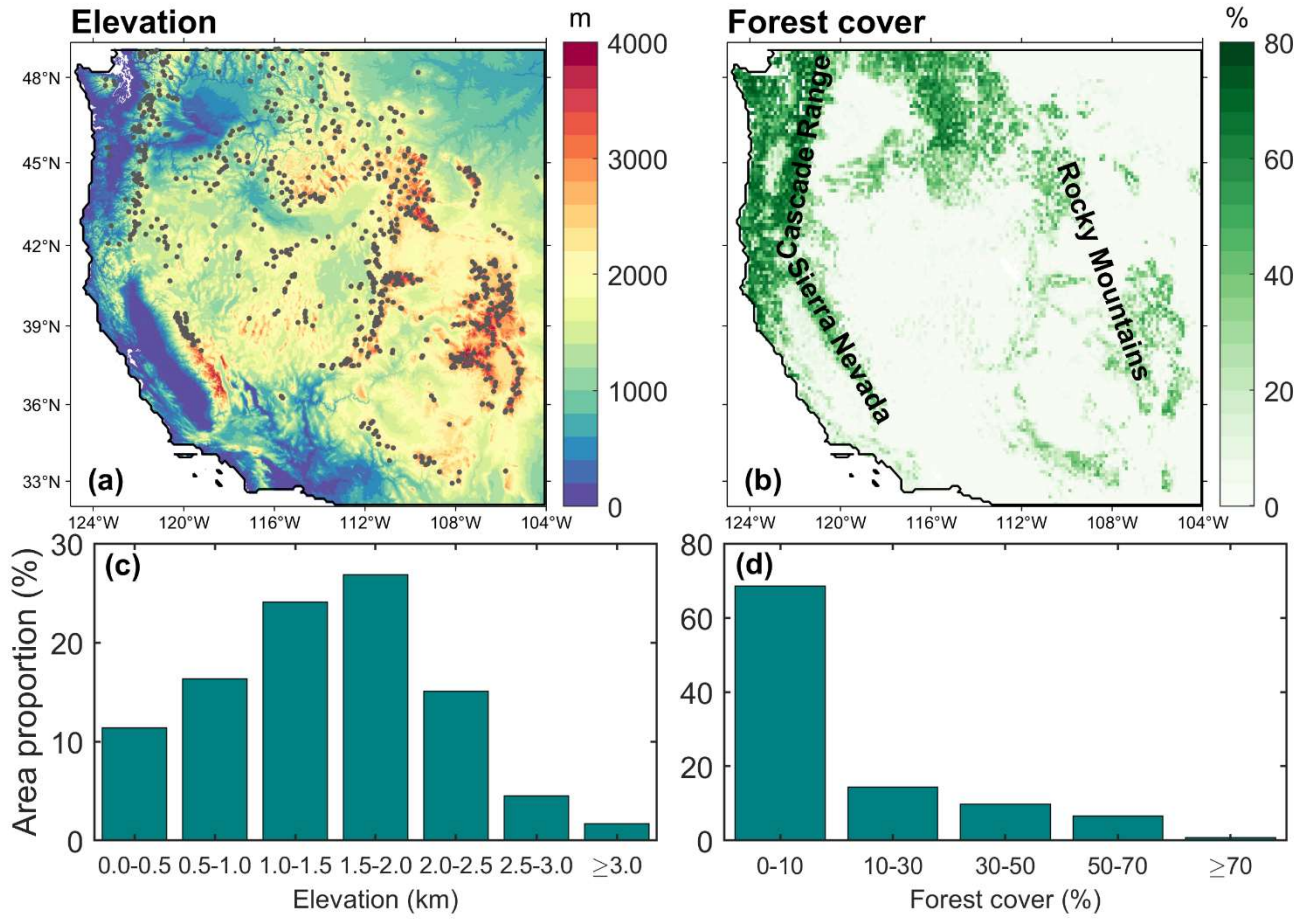 Elevation
m
Forest cover
%
4000
3000
2000
1000
0
48°N
45°N
42°N
39°N
36°N
33°N
(a)
124°W 120°W 116°W 112°W 108°W 104°W
80
60
40
20
0
Cascade Range
Sierra Nevada
Rocky Mountains
(b)
124°W 120°W 116°W 112°W 108°W 104°W
(c)
Area proportion (%)
30
20
10
0
0.0-0.5 0.5-1.0 1.0-1.5 1.5-2.0 2.0-2.5 2.5-3.0 ≥3.0
Elevation (km)
(d)
80
60
40
20
0
0-10 10-30 30-50 50-70 ≥70
Forest cover (%)